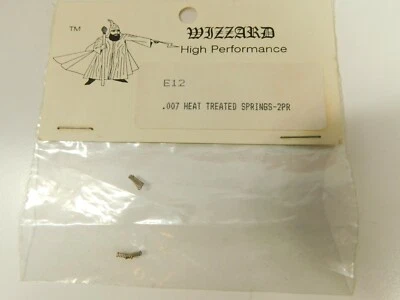 TM
WIZZARD
High Performance
E12
.007 HEAT TREATED SPRINGS-2PR